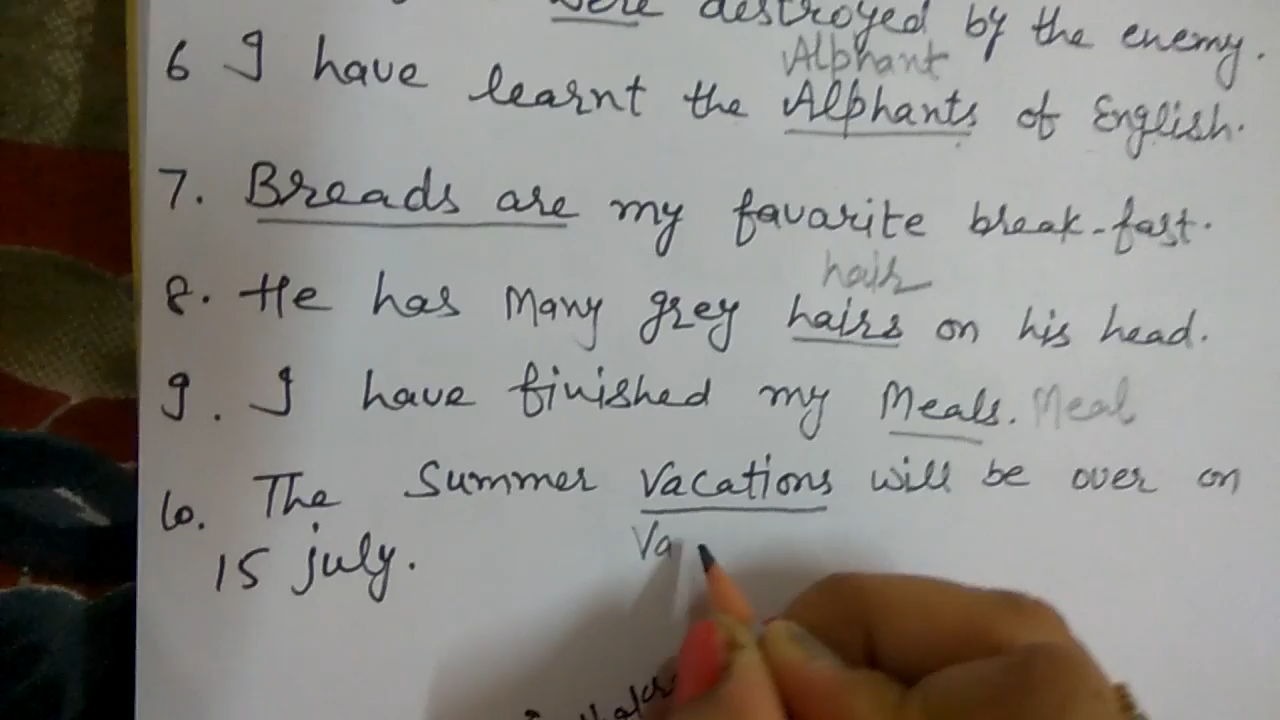 were destroyed by the enemy.
Alphant
6 I have learnt the Alphants of English.
7. Breads are my favarite break-fast.
hair
8. He has Many grey hairs on his head.
9. I have finished my Meals. Meal
10. The Summer Vacations will be over on
15 july.
Va